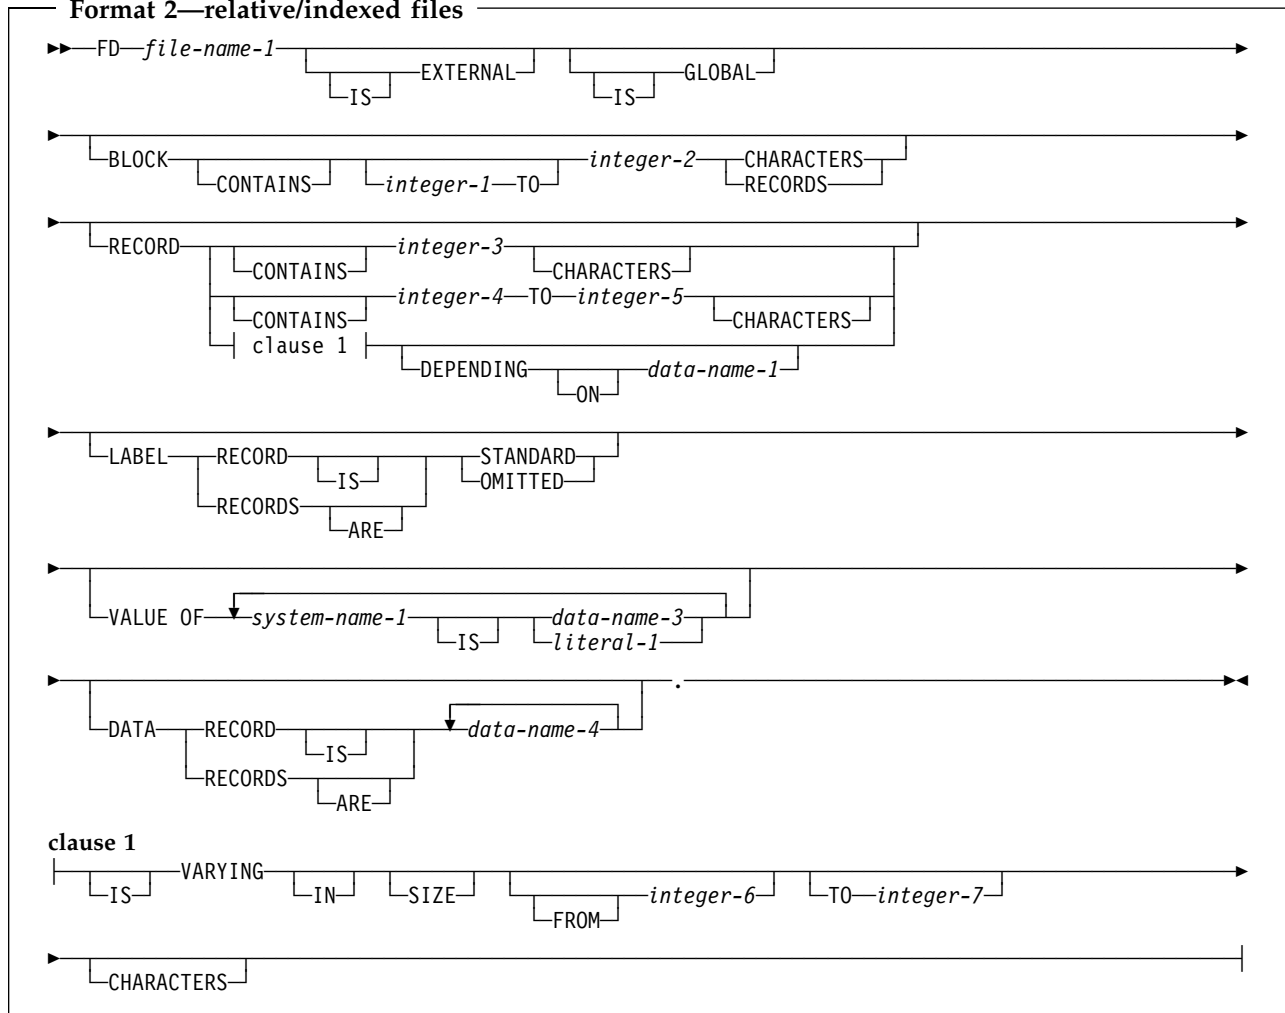 Format 2—relative/indexed files
FD file-name-1
EXTERNAL GLOBAL
IS IS
BLOCK integer-2 CHARACTERS
CONTAINS integer-1 TO RECORDS
RECORD integer-3
CONTAINS CHARACTERS
integer-4 TO integer-5
CONTAINS CHARACTERS
clause 1
DEPENDING data-name-1
ON
LABEL RECORD STANDARD
IS OMITTED
RECORDS
ARE
VALUE OF system-name-1 data-name-3
IS literal-1
.
DATA RECORD data-name-4
IS
RECORDS
ARE
clause 1
VARYING
IS IN SIZE integer-6 TO integer-7
FROM
CHARACTERS